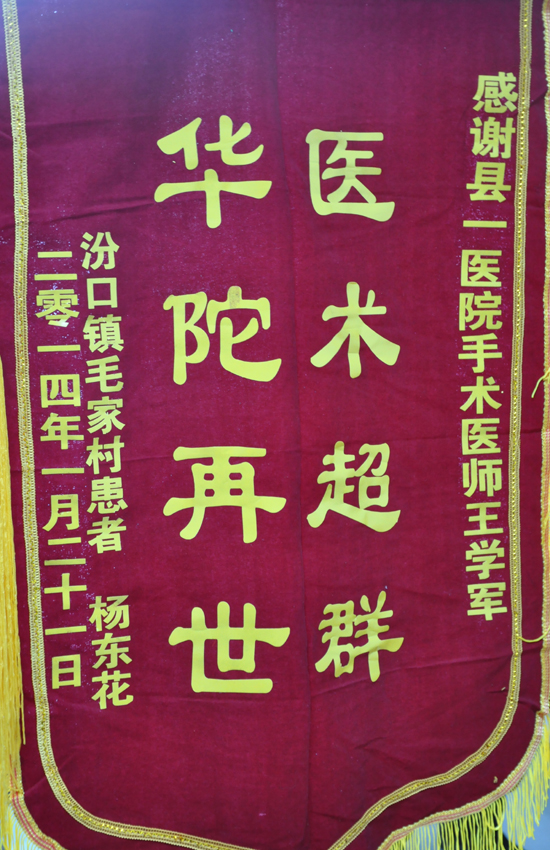 感谢县一医院手术医师王学军
医术超群
华陀再世
汾口镇毛家村患者 杨东花
二零一四年一月二十一日